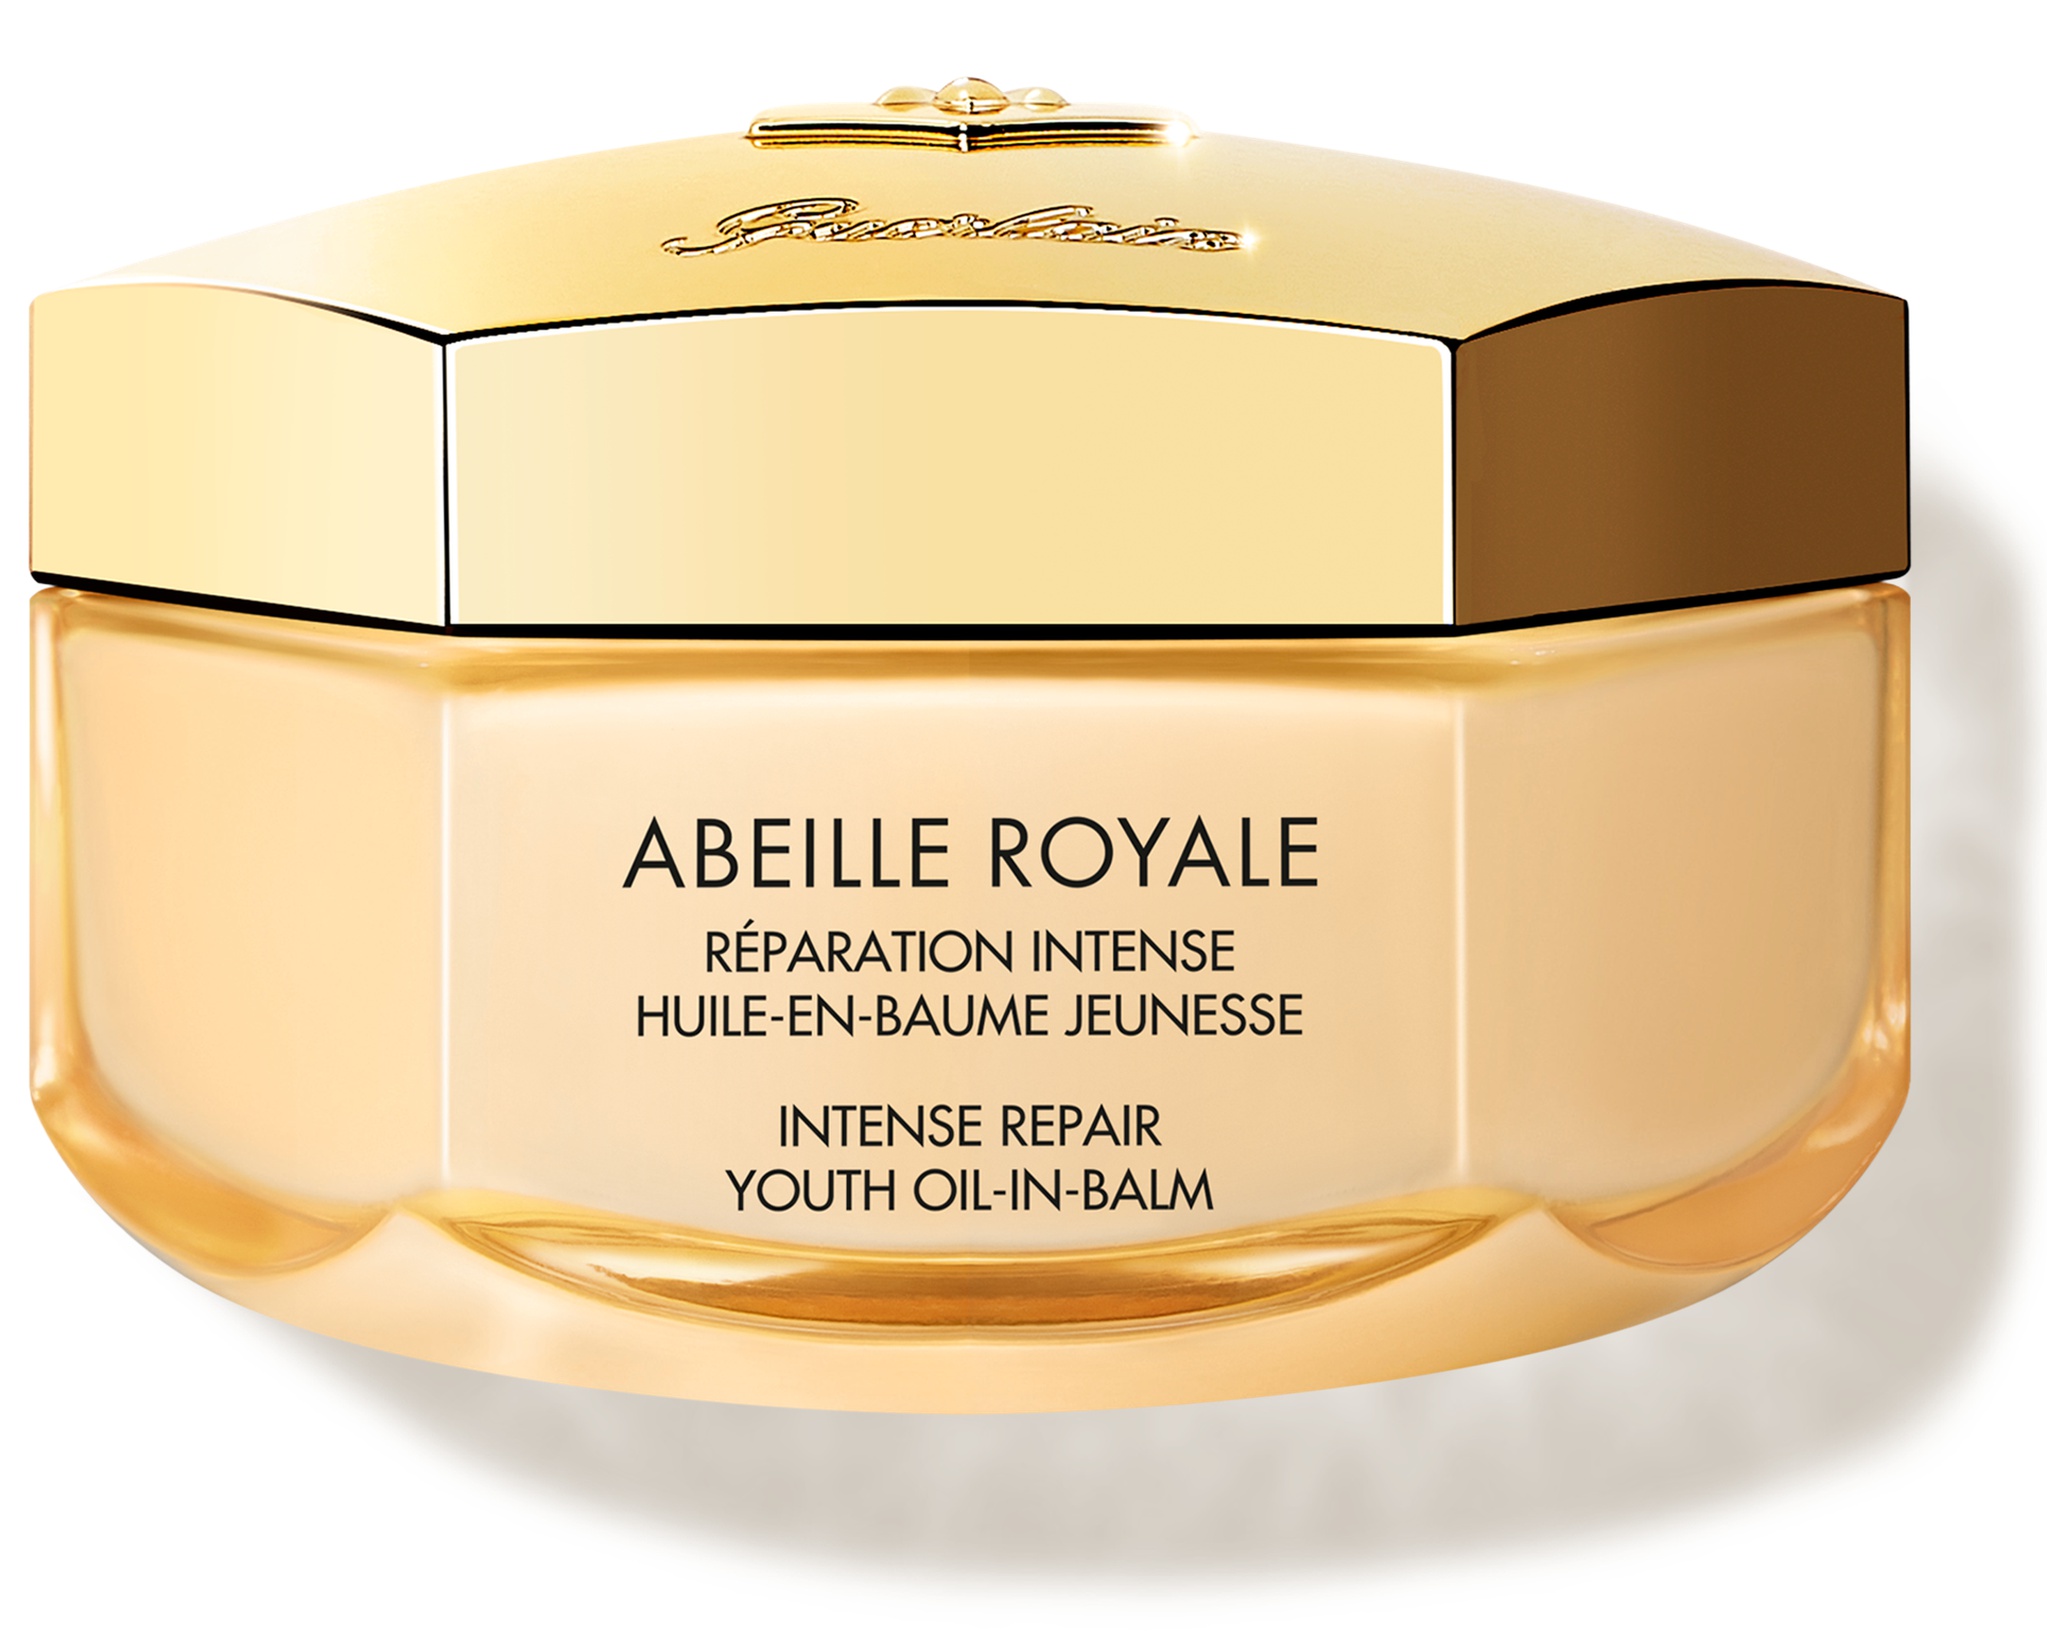 Guerlain
ABEILLE ROYALE
RÉPARATION INTENSE
HUILE-EN-BAUME JEUNESSE
INTENSE REPAIR
YOUTH OIL-IN-BALM